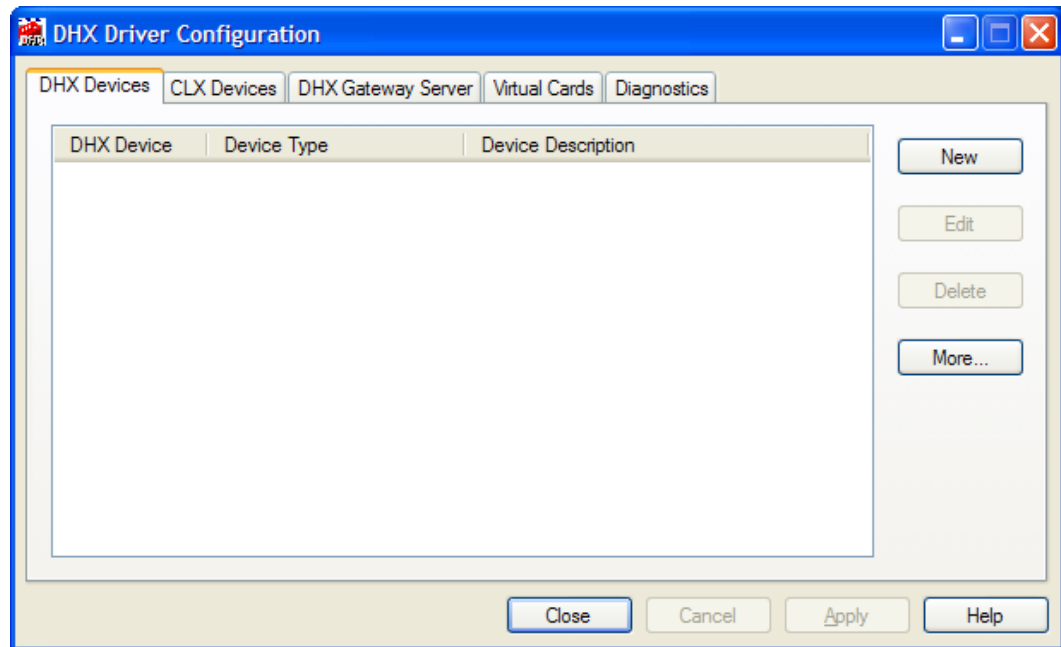 DHX Driver Configuration
DHX Devices CLX Devices DHX Gateway Server Virtual Cards Diagnostics
DHX Device Device Type Device Description
New
Edit
Delete
More...
Close Cancel Apply Help